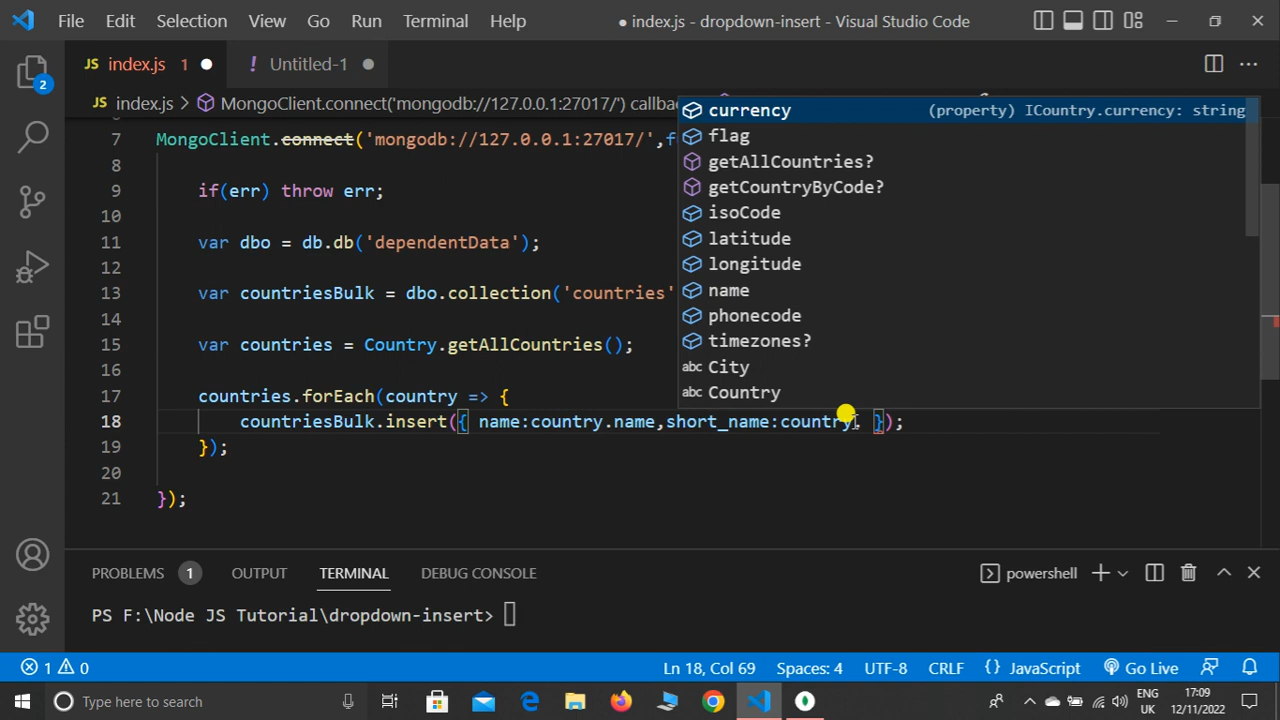 File Edit Selection View Go Run Terminal Help ● index.js - dropdown-insert - Visual Studio Code
JS index.js 1 ● ! Untitled-1 ●
JS index.js > MongoClient.connect('mongodb://127.0.0.1:27017/') callba
7 MongoClient.connect('mongodb://127.0.0.1:27017/',f
8
9 if(err) throw err;
10
11 var dbo = db.db('dependentData');
12
13 var countriesBulk = dbo.collection('countries'
14
15 var countries = Country.getAllCountries();
16
17 countries.forEach(country => {
18 countriesBulk.insert({ name:country.name,short_name:country. });
19 });
20
21 });
currency (property) ICountry.currency: string
flag
getAllCountries?
getCountryByCode?
isoCode
latitude
longitude
name
phonecode
timezones?
abc City
abc Country
2
PROBLEMS 1 OUTPUT TERMINAL DEBUG CONSOLE powershell
PS F:\Node JS Tutorial\dropdown-insert>
1 0 Ln 18, Col 69 Spaces: 4 UTF-8 CRLF {} JavaScript Go Live
Type here to search
ENG
UK
17:09
12/11/2022